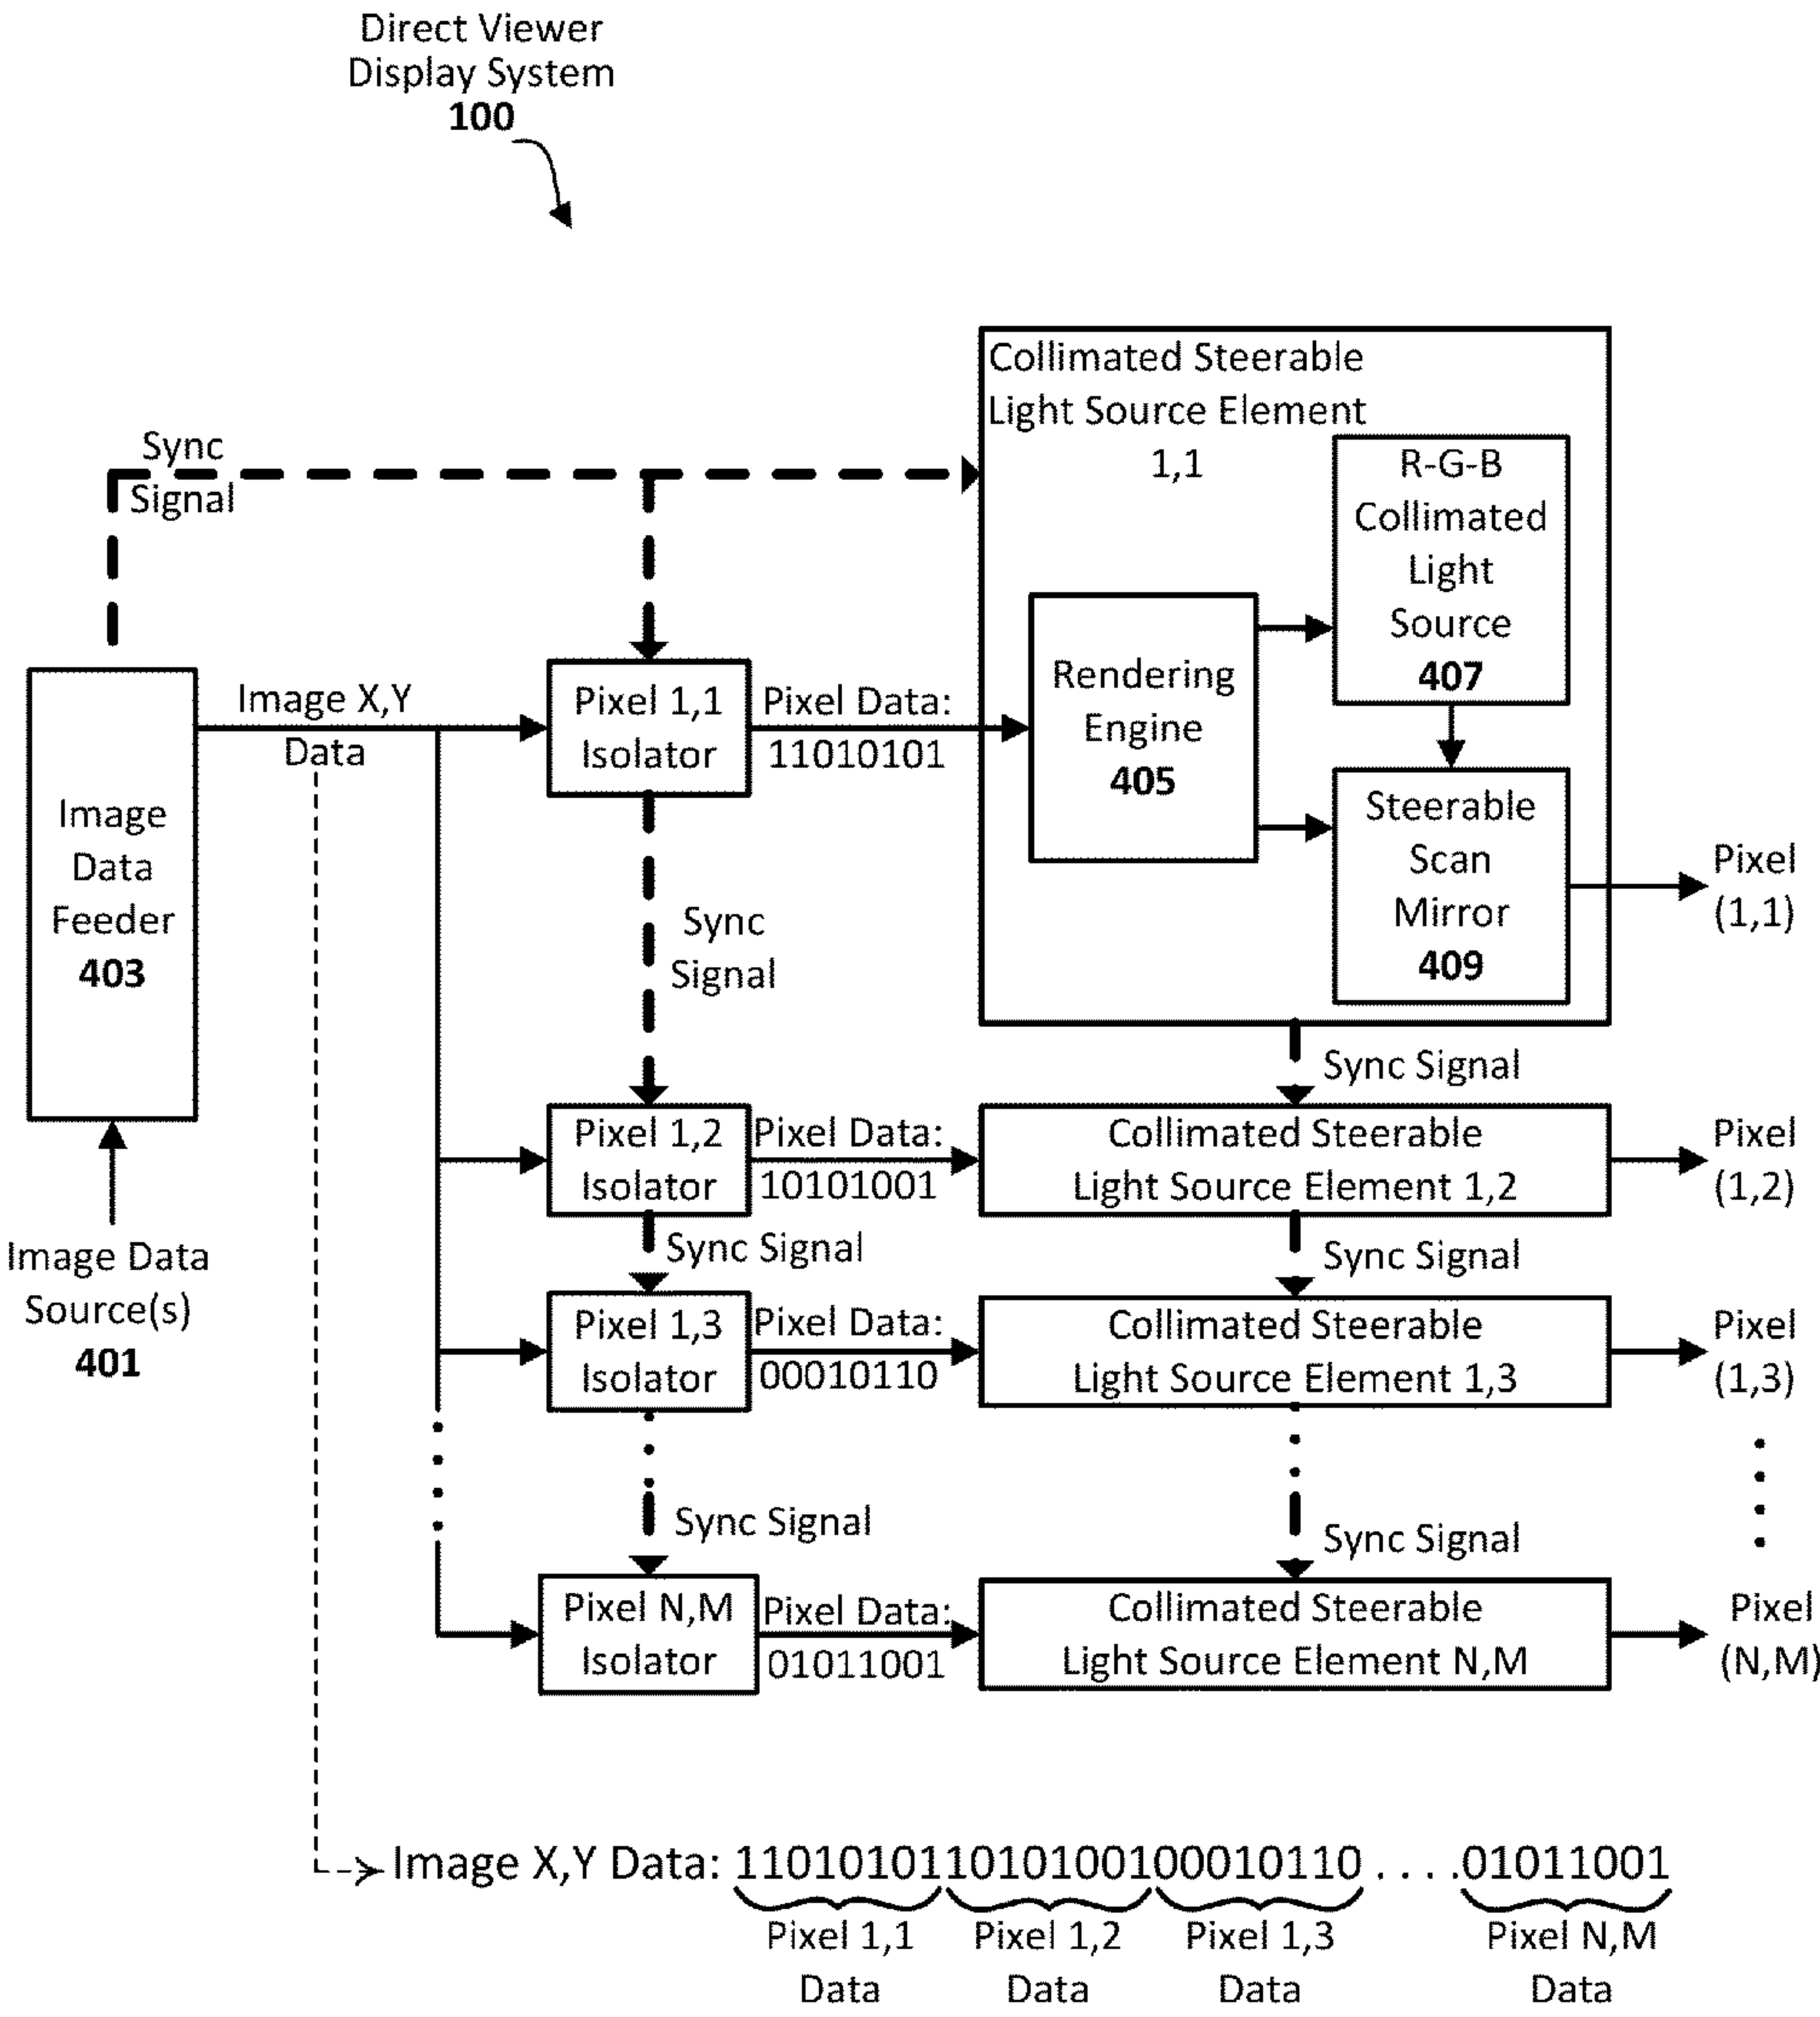 Direct Viewer
Display System
100
Sync
Signal
Collimated Steerable
Light Source Element
1,1
R-G-B
Collimated
Light
Source
407
Rendering
Engine
405
Steerable
Scan
Mirror
409
Pixel
(1,1)
Image X,Y
Data
Pixel 1,1
Isolator
Pixel Data:
11010101
Image
Data
Feeder
403
Sync
Signal
Sync Signal
Image Data
Source(s)
401
Pixel 1,2
Isolator
Pixel Data:
10101001
Collimated Steerable
Light Source Element 1,2
Pixel
(1,2)
Sync Signal
Sync Signal
Pixel 1,3
Isolator
Pixel Data:
00010110
Collimated Steerable
Light Source Element 1,3
Pixel
(1,3)
Sync Signal
Sync Signal
Pixel N,M
Isolator
Pixel Data:
01011001
Collimated Steerable
Light Source Element N,M
Pixel
(N,M)
Image X,Y Data: 110101011010100100010110 . . . .01011001
Pixel 1,1
Data
Pixel 1,2
Data
Pixel 1,3
Data
Pixel N,M
Data